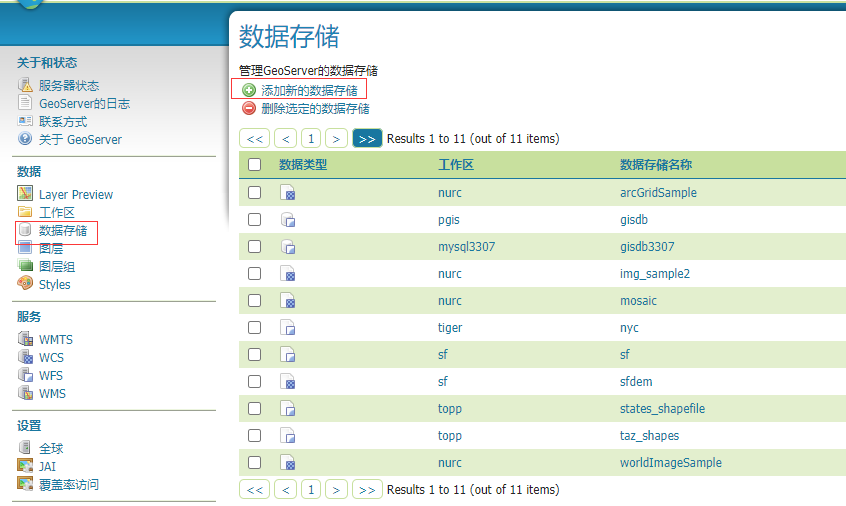 关于和状态
服务器状态
GeoServer的日志
联系方式
关于 GeoServer
数据
Layer Preview
工作区
数据存储
图层
图层组
Styles
服务
WMTS
WCS
WFS
WMS
设置
全球
JAI
覆盖率访问
数据存储
管理GeoServer的数据存储
添加新的数据存储
删除选定的数据存储
<< < 1 > >> Results 1 to 11 (out of 11 items)
数据类型 工作区 数据存储名称
nurc arcGridSample
pgis gisdb
mysql3307 gisdb3307
nurc img_sample2
nurc mosaic
tiger nyc
sf sf
sf sfdem
topp states_shapefile
topp taz_shapes
nurc worldImageSample
<< < 1 > >> Results 1 to 11 (out of 11 items)